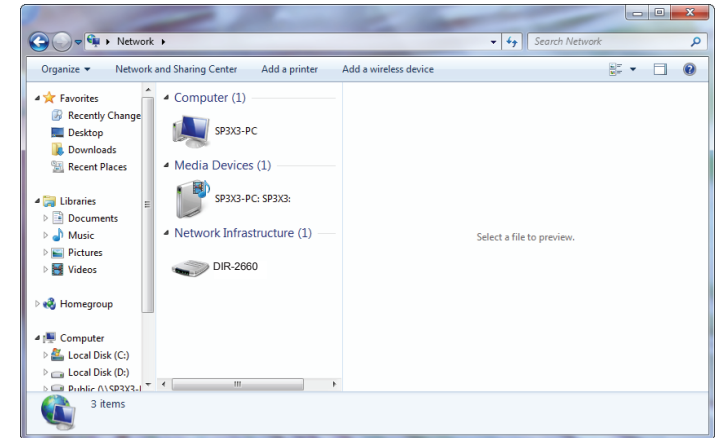 Network
Search Network
Organize Network and Sharing Center Add a printer Add a wireless device
Favorites
Recently Change
Desktop
Downloads
Recent Places
Libraries
Documents
Music
Pictures
Videos
Homegroup
Computer
Local Disk (C:)
Local Disk (D:)
Public (\\SP3X3-
Computer (1)
SP3X3-PC
Media Devices (1)
SP3X3-PC: SP3X3:
Network Infrastructure (1)
DIR-2660
Select a file to preview.
3 items